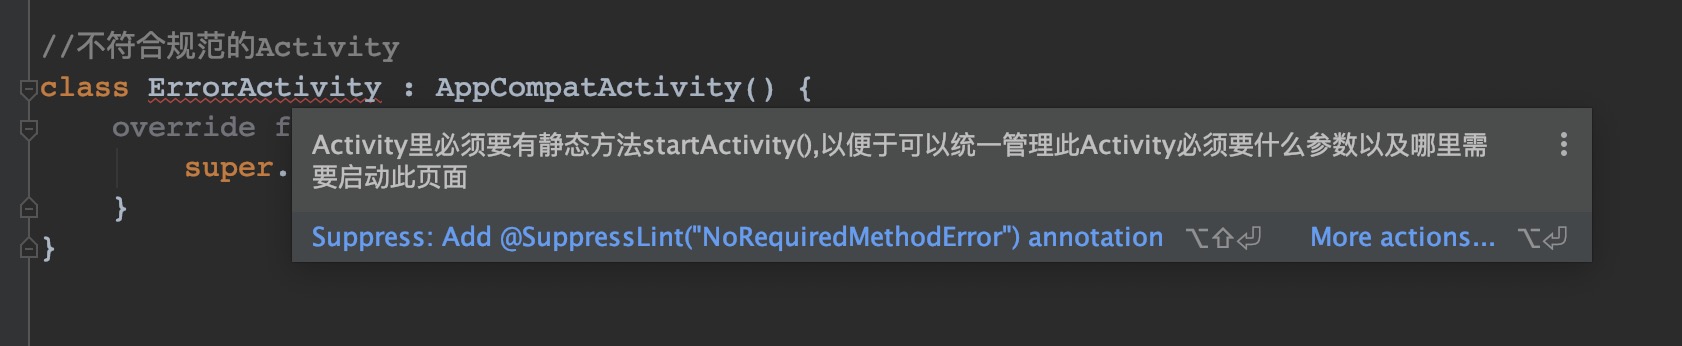 //不符合规范的Activity
class ErrorActivity : AppCompatActivity() {
override f
Activity里必须要有静态方法startActivity(),以便于可以统一管理此Activity必须要什么参数以及哪里需
super.
要启动此页面
}
Suppress: Add @SuppressLint("NoRequiredMethodError") annotation ⌥⇧⏎ More actions... ⌥⏎
}